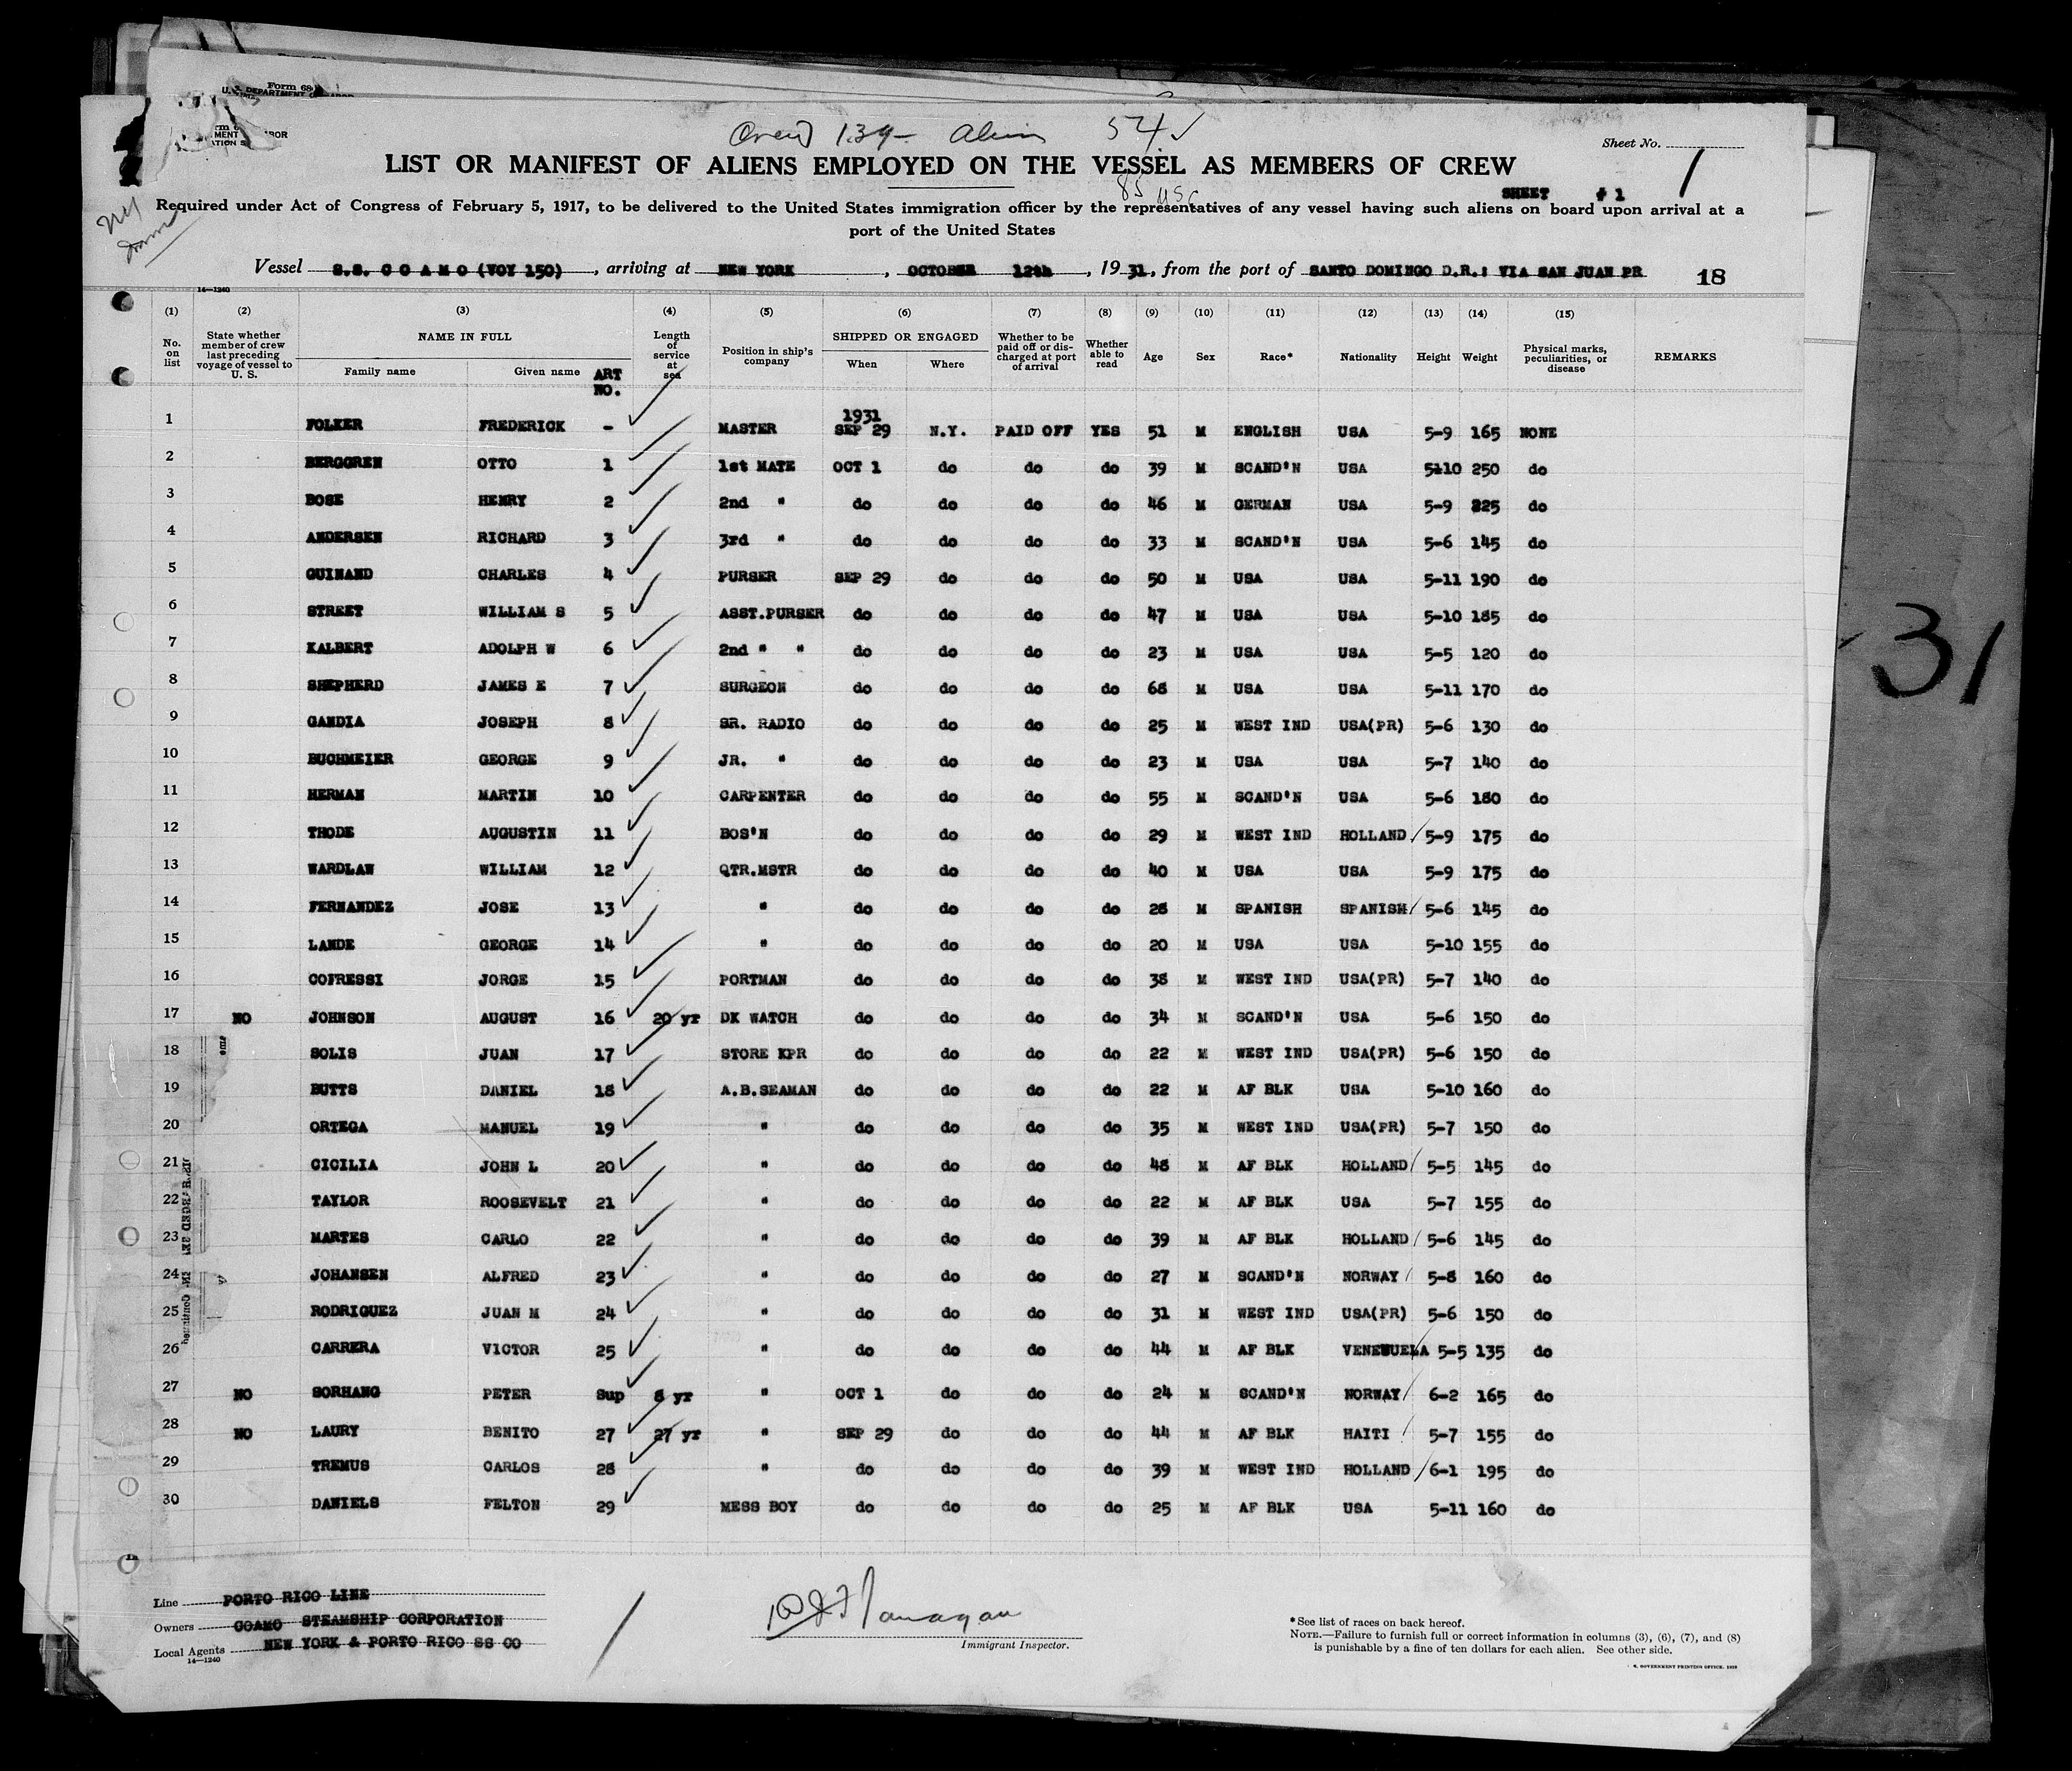 Form 68
U. S. DEPARTMENT OF LABOR
Crew 139 - Alien 54 ✓
Sheet No. 1
LIST OR MANIFEST OF ALIENS EMPLOYED ON THE VESSEL AS MEMBERS OF CREW
85 USC
SHEET #1
Required under Act of Congress of February 5, 1917, to be delivered to the United States immigration officer by the representatives of any vessel having such aliens on board upon arrival at a
port of the United States
Vessel S.S. COAMO (VOY 150), arriving at NEW YORK, OCTOBER 12th, 1931, from the port of SANTO DOMINGO D.R.: VIA SAN JUAN PR 18
14—1240
(1) (2) (3) (4) (5) (6) (7) (8) (9) (10) (11) (12) (13) (14) (15)
No. on list | State whether member of crew last preceding voyage of vessel to U. S. | NAME IN FULL Family name Given name ART NO. | Length of service at sea | Position in ship's company | SHIPPED OR ENGAGED When Where | Whether to be paid off or discharged at port of arrival | Whether able to read | Age | Sex | Race* | Nationality | Height | Weight | Physical marks, peculiarities, or disease | REMARKS
1 FOLKER FREDERICK - MASTER 1931 SEP 29 N.Y. PAID OFF YES 51 M ENGLISH USA 5-9 165 NONE
2 BERGGREN OTTO 1 1st MATE OCT 1 do do do 39 M SCAND'N USA 5-10 250 do
3 BOSE HENRY 2 2nd " do do do do 46 M GERMAN USA 5-9 225 do
4 ANDERSEN RICHARD 3 3rd " do do do do 33 M SCAND'N USA 5-6 145 do
5 GUINAND CHARLES 4 PURSER SEP 29 do do do 50 M USA USA 5-11 190 do
6 STREET WILLIAM S 5 ASST.PURSER do do do do 47 M USA USA 5-10 185 do
7 KALBERT ADOLPH W 6 2nd " " do do do do 23 M USA USA 5-5 120 do
8 SHEPHERD JAMES E 7 SURGEON do do do do 68 M USA USA 5-11 170 do
9 GANDIA JOSEPH 8 SR. RADIO do do do do 25 M WEST IND USA(PR) 5-6 130 do
10 BUCHMEIER GEORGE 9 JR. " do do do do 23 M USA USA 5-7 140 do
11 HERMAN MARTIN 10 CARPENTER do do do do 55 M SCAND'N USA 5-6 180 do
12 THODE AUGUSTIN 11 BOS'N do do do do 29 M WEST IND HOLLAND 5-9 175 do
13 WARDLAW WILLIAM 12 QTR.MSTR do do do do 40 M USA USA 5-9 175 do
14 FERNANDEZ JOSE 13 " do do do do 28 M SPANISH SPANISH 5-6 145 do
15 LANDE GEORGE 14 " do do do do 20 M USA USA 5-10 155 do
16 COFRESSI JORGE 15 PORTMAN do do do do 38 M WEST IND USA(PR) 5-7 140 do
17 NO JOHNSON AUGUST 16 20 yr DK WATCH do do do do 34 M SCAND'N USA 5-6 150 do
18 SOLIS JUAN 17 STORE KPR do do do do 22 M WEST IND USA(PR) 5-6 150 do
19 BUTTS DANIEL 18 A.B.SEAMAN do do do do 22 M AF BLK USA 5-10 160 do
20 ORTEGA MANUEL 19 " do do do do 35 M WEST IND USA(PR) 5-7 150 do
21 CICILIA JOHN L 20 " do do do do 48 M AF BLK HOLLAND 5-5 145 do
22 TAYLOR ROOSEVELT 21 " do do do do 22 M AF BLK USA 5-7 155 do
23 MARTES CARLO 22 " do do do do 39 M AF BLK HOLLAND 5-6 145 do
24 JOHANSEN ALFRED 23 " do do do do 27 M SCAND'N NORWAY 5-8 160 do
25 RODRIGUEZ JUAN M 24 " do do do do 31 M WEST IND USA(PR) 5-6 150 do
26 CARRERA VICTOR 25 " do do do do 44 M AF BLK VENEUUELA 5-5 135 do
27 NO SORHANG PETER Sup 8 yr " OCT 1 do do do 24 M SCAND'N NORWAY 6-2 165 do
28 NO LAURY BENITO 27 27 yr " SEP 29 do do do 44 M AF BLK HAITI 5-7 155 do
29 TREMUS CARLOS 28 " do do do do 39 M WEST IND HOLLAND 6-1 195 do
30 DANIELS FELTON 29 MESS BOY do do do do 25 M AF BLK USA 5-11 160 do
31
Line PORTO RICO LINE
Owners COAMO STEAMSHIP CORPORATION
Local Agents NEW YORK & PORTO RICO SS CO
14—1240
Flanagan
Immigrant Inspector.
*See list of races on back hereof.
NOTE.—Failure to furnish full or correct information in columns (3), (6), (7), and (8)
is punishable by a fine of ten dollars for each alien. See other side.
U. S. GOVERNMENT PRINTING OFFICE: 1929